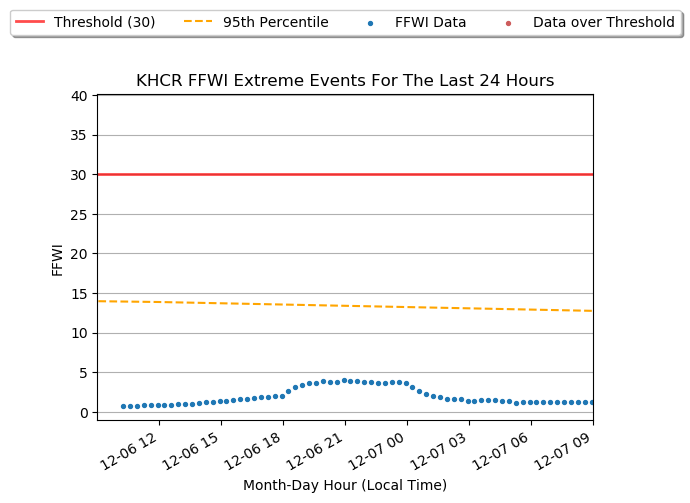 Threshold (30) 95th Percentile FFWI Data Data over Threshold
KHCR FFWI Extreme Events For The Last 24 Hours
40
35
30
25
20
15
10
5
0
FFWI
12-06 12 12-06 15 12-06 18 12-06 21 12-07 00 12-07 03 12-07 06 12-07 09
Month-Day Hour (Local Time)